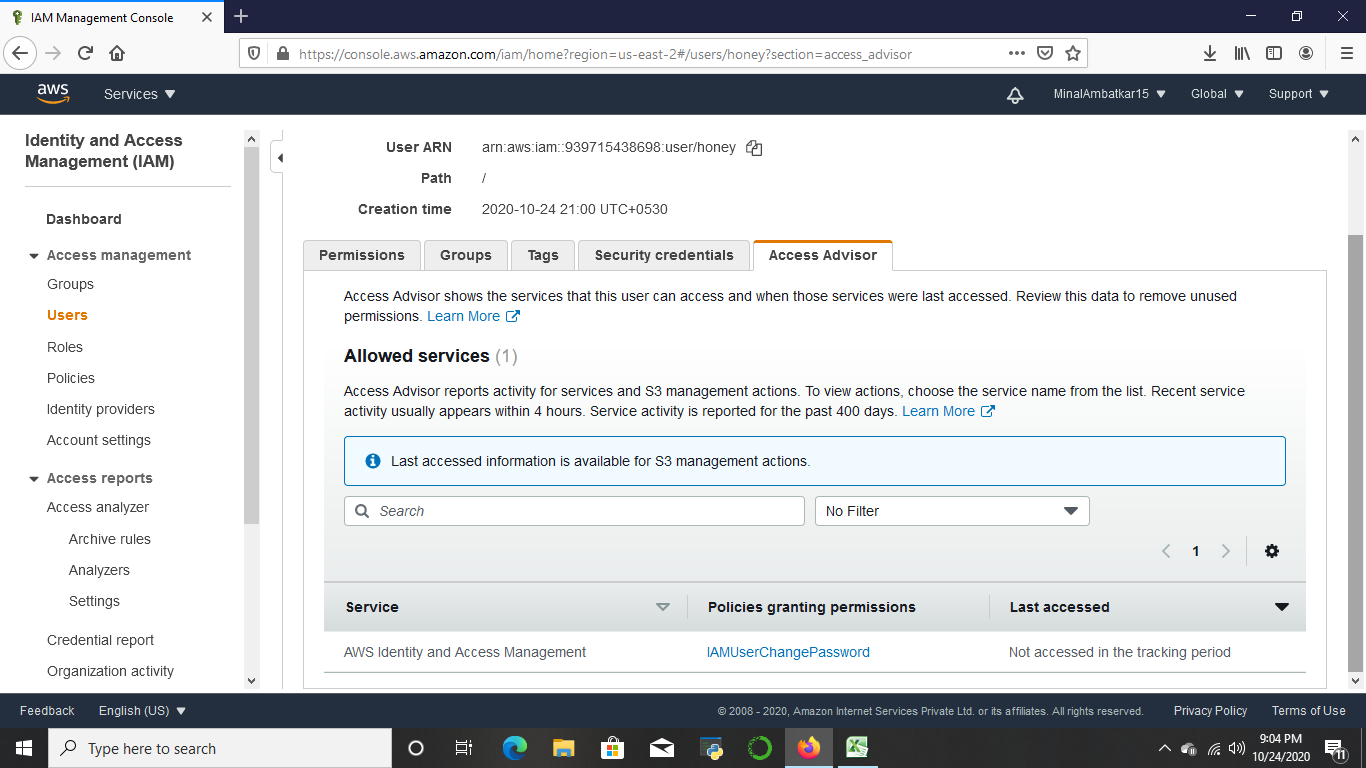 IAM Management Console
https://console.aws.amazon.com/iam/home?region=us-east-2#/users/honey?section=access_advisor
aws
Services
MinalAmbatkar15
Global
Support
Identity and Access
Management (IAM)
Dashboard
Access management
Groups
Users
Roles
Policies
Identity providers
Account settings
Access reports
Access analyzer
Archive rules
Analyzers
Settings
Credential report
Organization activity
User ARN arn:aws:iam::939715438698:user/honey
Path /
Creation time 2020-10-24 21:00 UTC+0530
Permissions Groups Tags Security credentials Access Advisor
Access Advisor shows the services that this user can access and when those services were last accessed. Review this data to remove unused
permissions. Learn More
Allowed services (1)
Access Advisor reports activity for services and S3 management actions. To view actions, choose the service name from the list. Recent service
activity usually appears within 4 hours. Service activity is reported for the past 400 days. Learn More
Last accessed information is available for S3 management actions.
Search
No Filter
1
Service Policies granting permissions Last accessed
AWS Identity and Access Management IAMUserChangePassword Not accessed in the tracking period
Feedback English (US) © 2008 - 2020, Amazon Internet Services Private Ltd. or its affiliates. All rights reserved. Privacy Policy Terms of Use
Type here to search
9:04 PM
10/24/2020
11